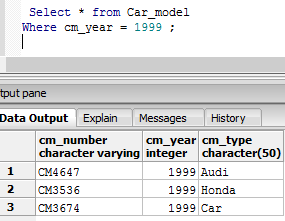 Select * from Car_model
Where cm_year = 1999 ;
tput pane
Data Output Explain Messages History
cm_number cm_year cm_type
character varying integer character(50)
1 CM4647 1999 Audi
2 CM3536 1999 Honda
3 CM3674 1999 Car